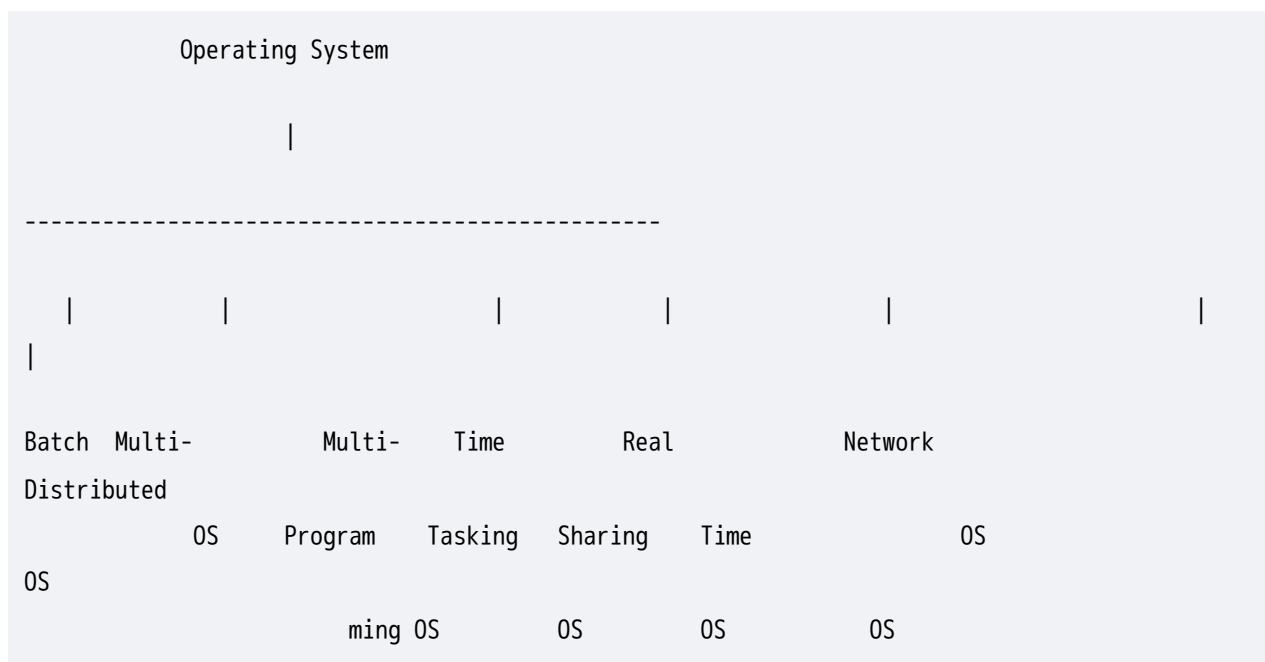 Operating System
|
-------------------------------------------------
| | | | | |
|
Batch Multi- Multi- Time Real Network
Distributed
OS Program Tasking Sharing Time OS
OS
ming OS OS OS OS